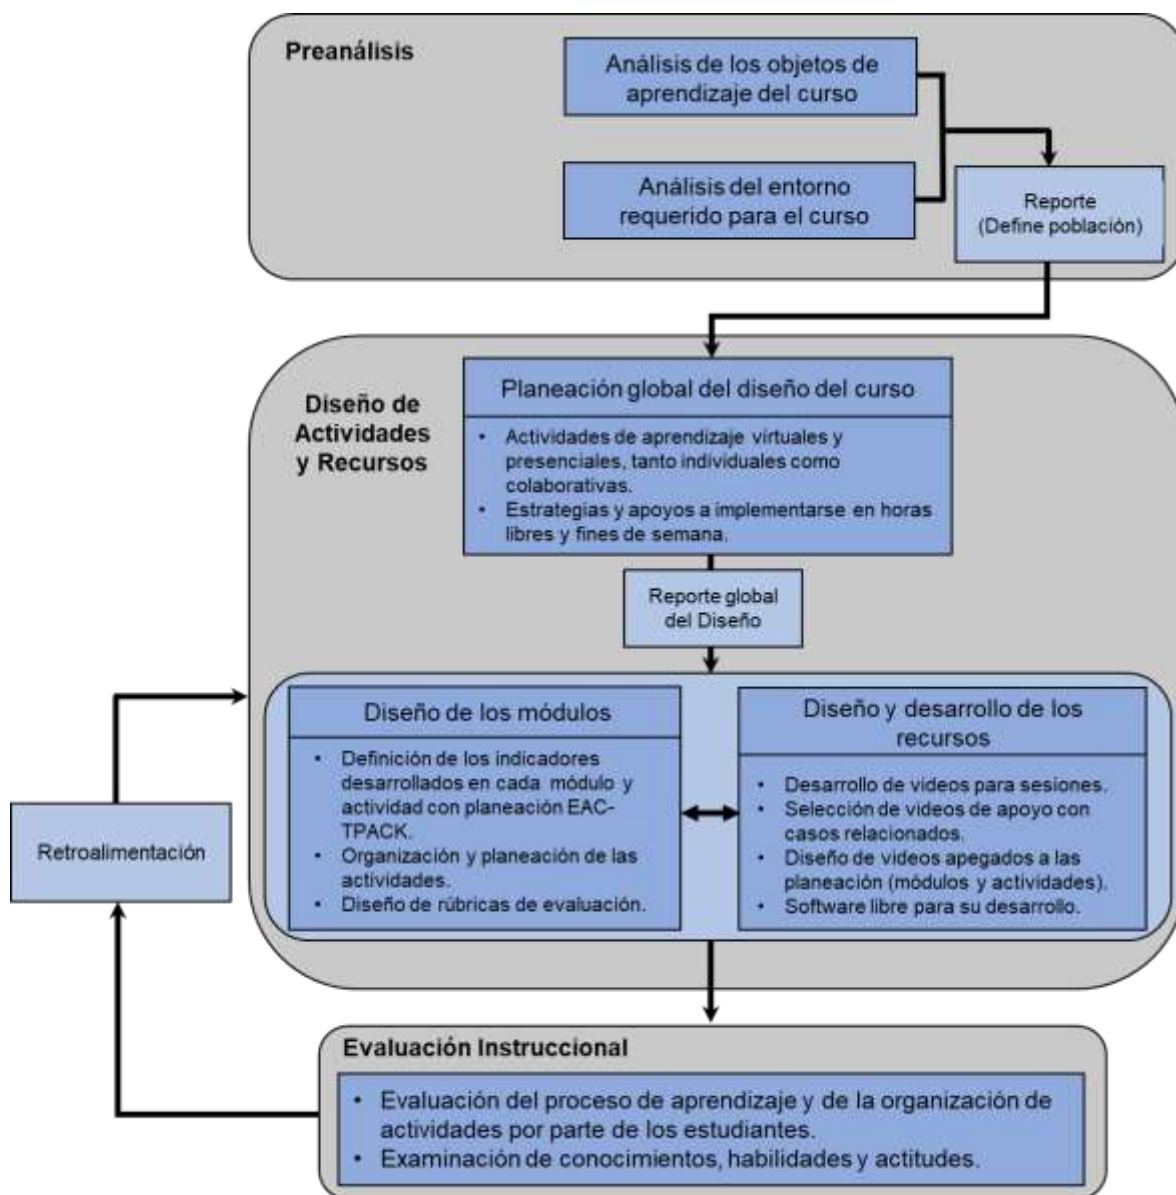 Preanálisis
Análisis de los objetos de
aprendizaje del curso
Análisis del entorno
requerido para el curso
Reporte
(Define población)
Diseño de
Actividades
y Recursos
Planeación global del diseño del curso
• Actividades de aprendizaje virtuales y
presenciales, tanto individuales como
colaborativas.
• Estrategias y apoyos a implementarse en horas
libres y fines de semana.
Reporte global
del Diseño
Diseño de los módulos
• Definición de los indicadores
desarrollados en cada módulo y
actividad con planeación EAC-
TPACK.
• Organización y planeación de las
actividades.
• Diseño de rúbricas de evaluación.
Diseño y desarrollo de los
recursos
• Desarrollo de videos para sesiones.
• Selección de videos de apoyo con
casos relacionados.
• Diseño de videos apegados a las
planeación (módulos y actividades).
• Software libre para su desarrollo.
Retroalimentación
Evaluación Instruccional
• Evaluación del proceso de aprendizaje y de la organización de
actividades por parte de los estudiantes.
• Examinación de conocimientos, habilidades y actitudes.